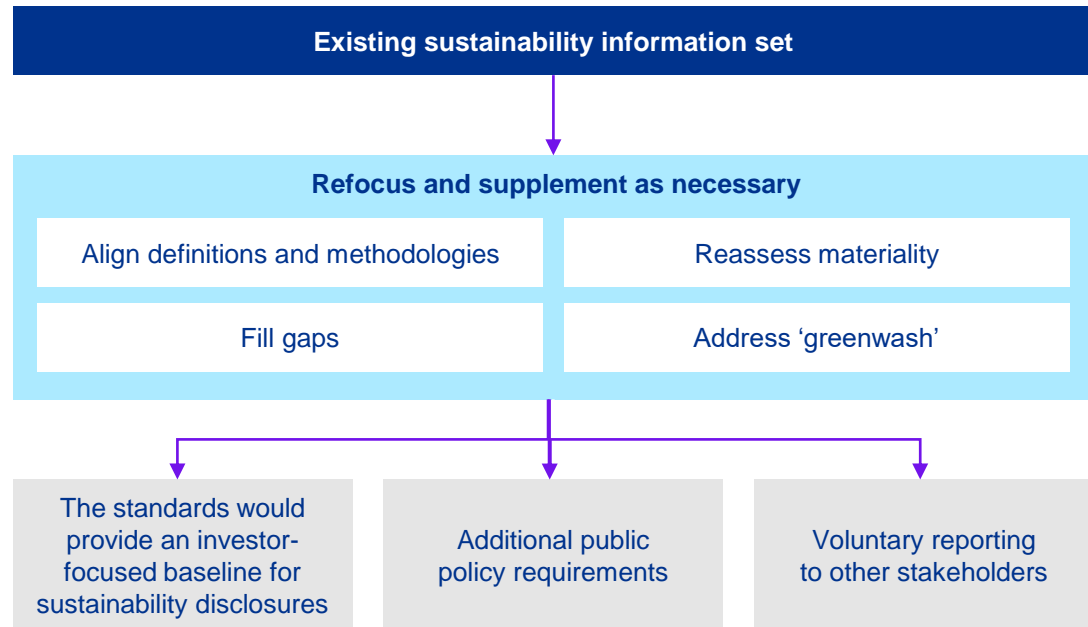 Existing sustainability information set
Refocus and supplement as necessary
Align definitions and methodologies
Reassess materiality
Fill gaps
Address ‘greenwash’
The standards would
provide an investor-
focused baseline for
sustainability disclosures
Additional public
policy requirements
Voluntary reporting
to other stakeholders